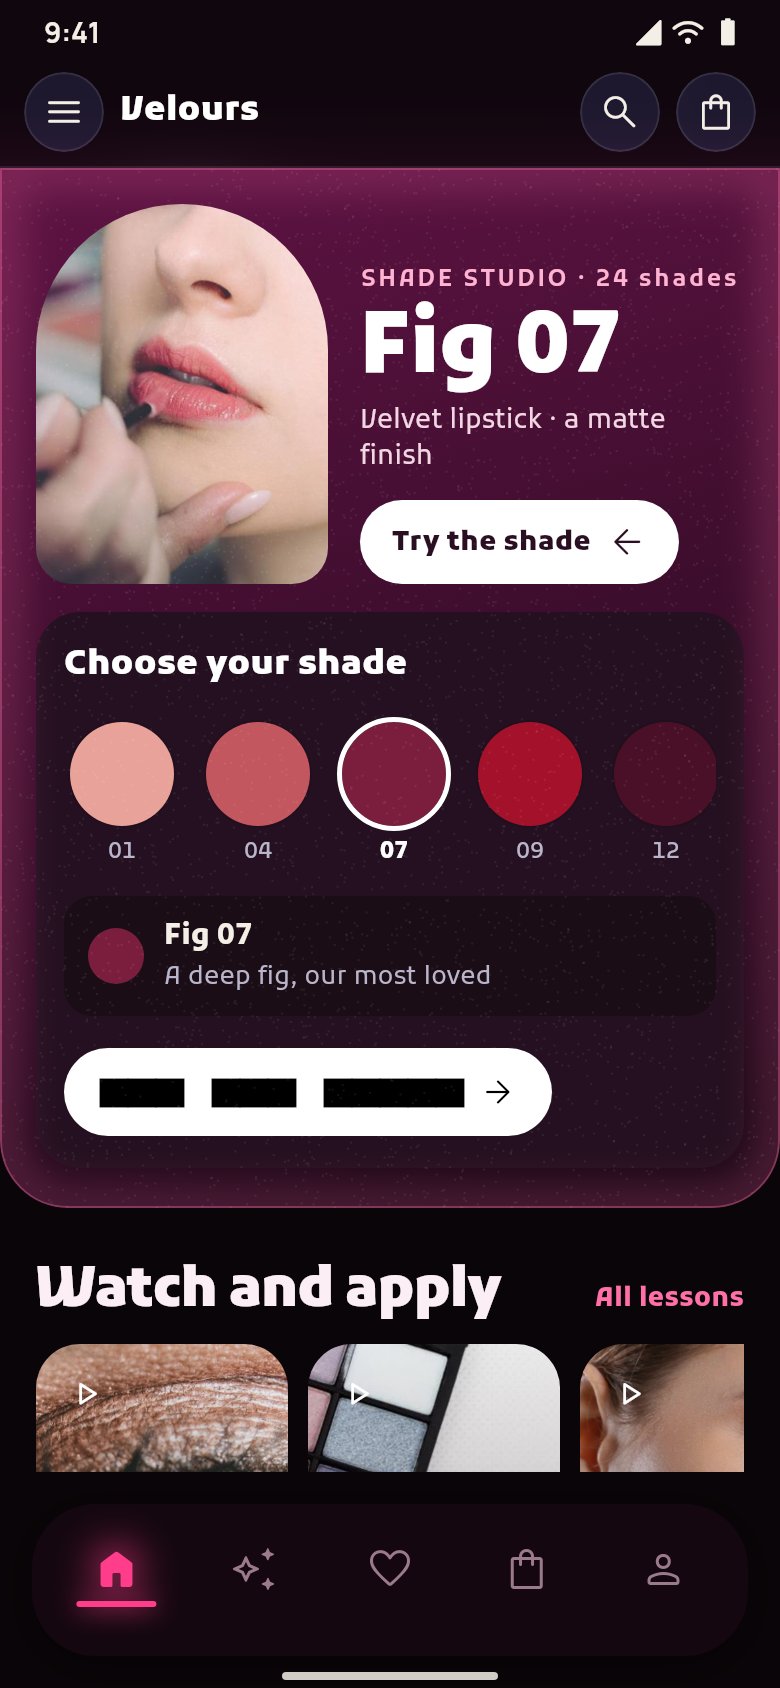 9:41
Velours
SHADE STUDIO · 24 shades
Fig 07
Velvet lipstick · a matte
finish
Try the shade
Choose your shade
01
04
07
09
12
Fig 07
A deep fig, our most loved
Watch and apply
All lessons